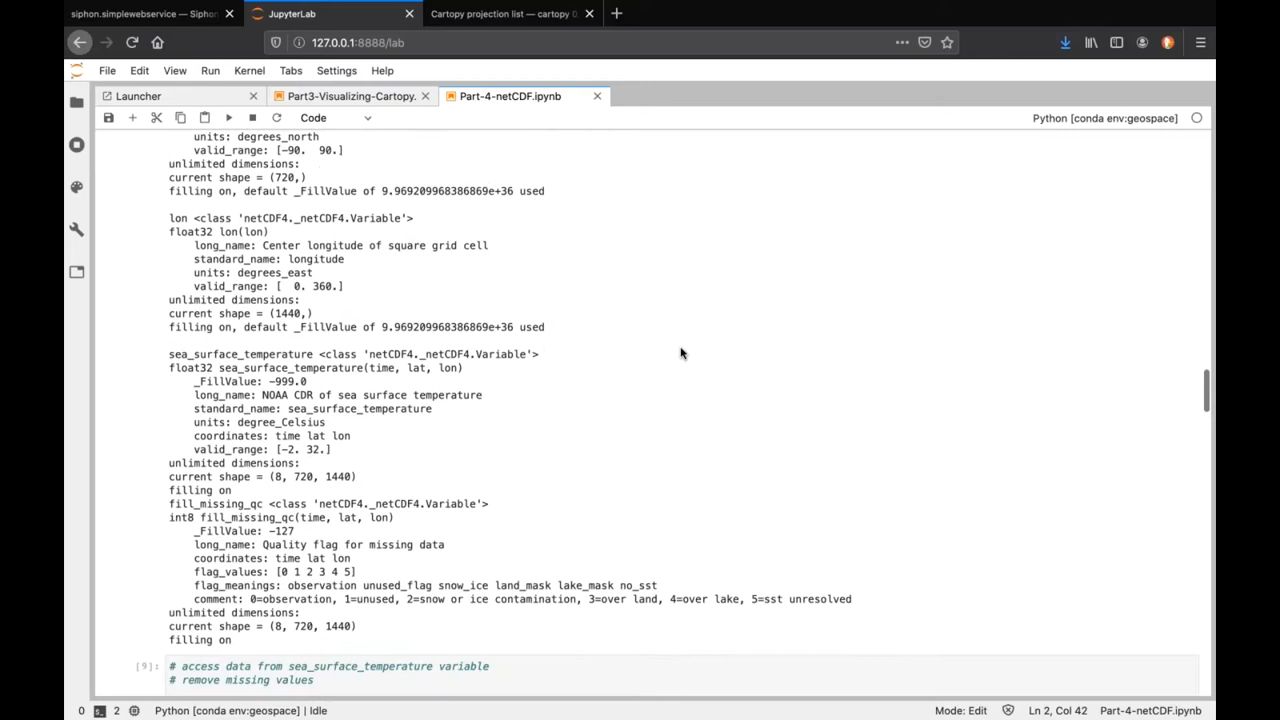 siphon.simplewebservice — Siphon
JupyterLab
Cartopy projection list — cartopy 0
127.0.0.1:8888/lab
File Edit View Run Kernel Tabs Settings Help
Launcher
Part3-Visualizing-Cartopy.
Part-4-netCDF.ipynb
Code
Python [conda env:geospace]
units: degrees_north
valid_range: [-90.  90.]
unlimited dimensions:
current shape = (720,)
filling on, default _FillValue of 9.969209968386869e+36 used
lon <class 'netCDF4._netCDF4.Variable'>
float32 lon(lon)
long_name: Center longitude of square grid cell
standard_name: longitude
units: degrees_east
valid_range: [  0. 360.]
unlimited dimensions:
current shape = (1440,)
filling on, default _FillValue of 9.969209968386869e+36 used
sea_surface_temperature <class 'netCDF4._netCDF4.Variable'>
float32 sea_surface_temperature(time, lat, lon)
_FillValue: -999.0
long_name: NOAA CDR of sea surface temperature
standard_name: sea_surface_temperature
units: degree_Celsius
coordinates: time lat lon
valid_range: [-2. 32.]
unlimited dimensions:
current shape = (8, 720, 1440)
filling on
fill_missing_qc <class 'netCDF4._netCDF4.Variable'>
int8 fill_missing_qc(time, lat, lon)
_FillValue: -127
long_name: Quality flag for missing data
coordinates: time lat lon
flag_values: [0 1 2 3 4 5]
flag_meanings: observation unused_flag snow_ice land_mask lake_mask no_sst
comment: 0=observation, 1=unused, 2=snow or ice contamination, 3=over land, 4=over lake, 5=sst unresolved
unlimited dimensions:
current shape = (8, 720, 1440)
filling on
[9]: # access data from sea_surface_temperature variable
# remove missing values
0 2 Python [conda env:geospace] | Idle
Mode: Edit
Ln 2, Col 42
Part-4-netCDF.ipynb